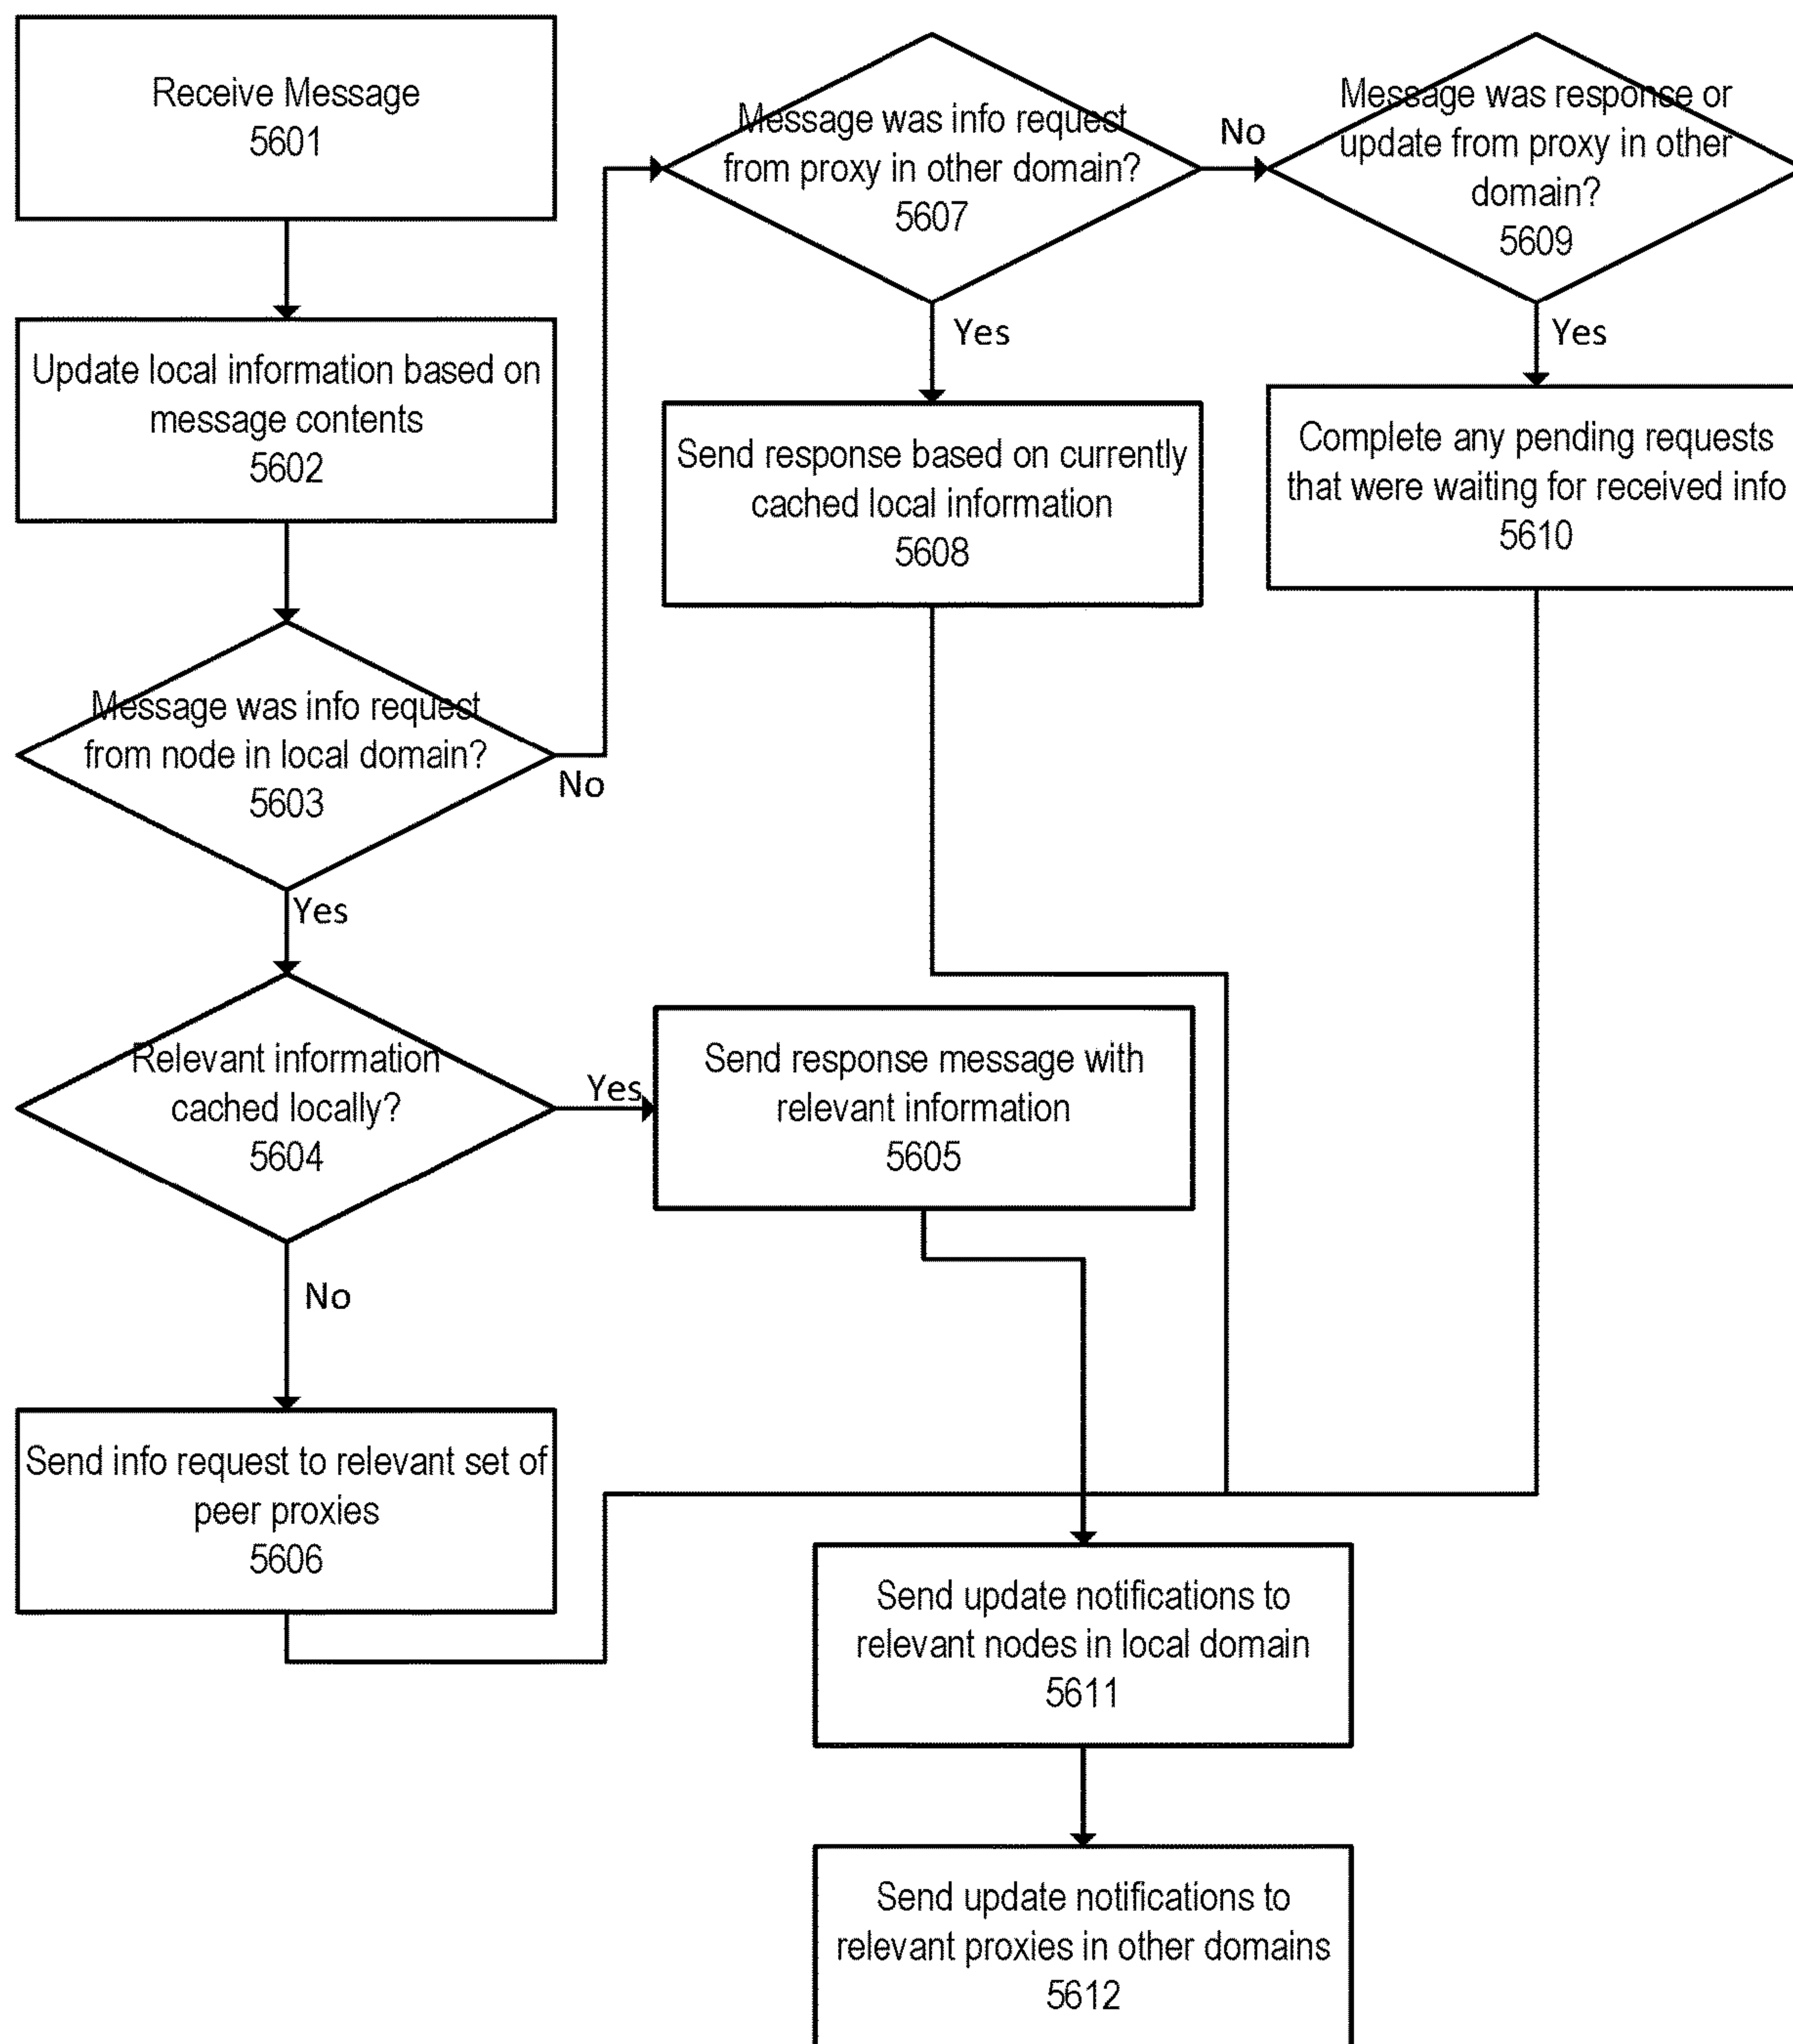 Receive Message
5601
Update local information based on
message contents
5602
Message was info request
from node in local domain?
5603
No
Yes
Relevant information
cached locally?
5604
Yes
No
Send info request to relevant set of
peer proxies
5606
Message was info request
from proxy in other domain?
5607
No
Yes
Send response based on currently
cached local information
5608
Message was response or
update from proxy in other
domain?
5609
Yes
Complete any pending requests
that were waiting for received info
5610
Send response message with
relevant information
5605
Send update notifications to
relevant nodes in local domain
5611
Send update notifications to
relevant proxies in other domains
5612